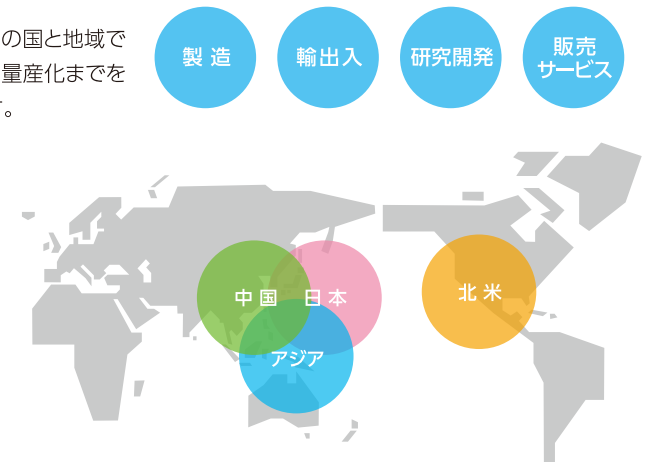 の国と地域で
量産化までを
。
製造
輸出入
研究開発
販売
サービス
中国
日本
北米
アジア